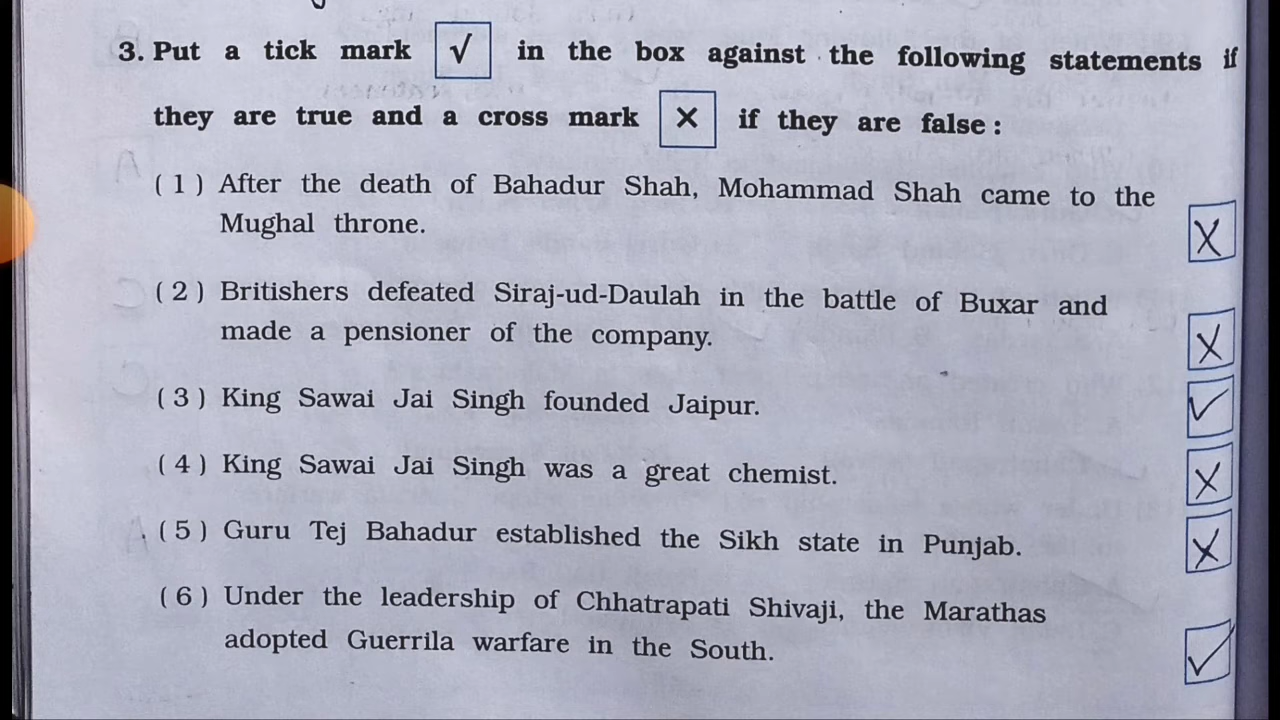 3. Put a tick mark √ in the box against the following statements if
they are true and a cross mark × if they are false :
( 1 ) After the death of Bahadur Shah, Mohammad Shah came to the
Mughal throne.
X
( 2 ) Britishers defeated Siraj-ud-Daulah in the battle of Buxar and
made a pensioner of the company.
X
( 3 ) King Sawai Jai Singh founded Jaipur. ✓
( 4 ) King Sawai Jai Singh was a great chemist. X
( 5 ) Guru Tej Bahadur established the Sikh state in Punjab. X
( 6 ) Under the leadership of Chhatrapati Shivaji, the Marathas
adopted Guerrila warfare in the South. ✓